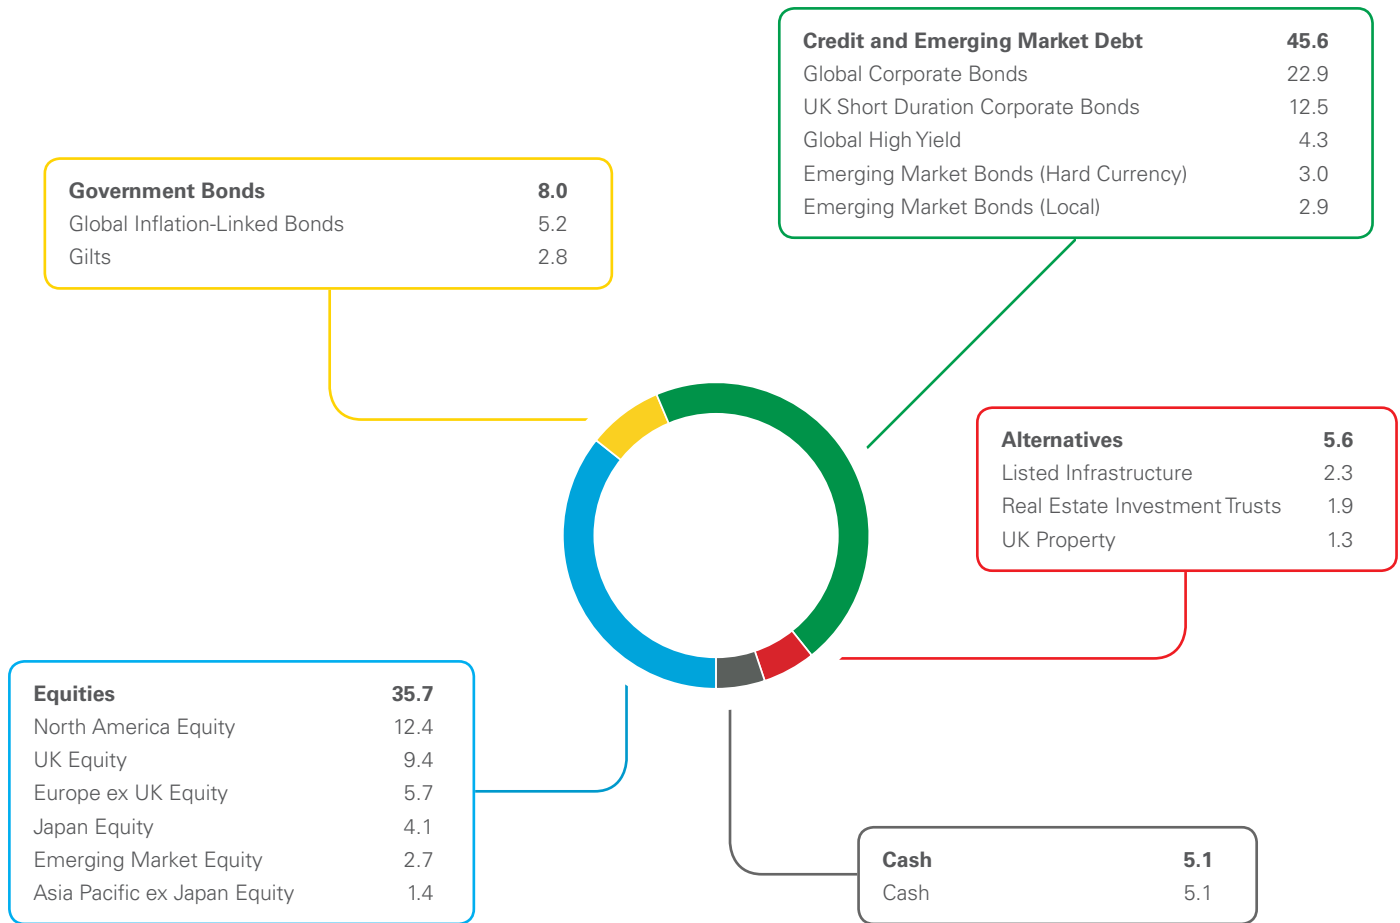 Credit and Emerging Market Debt 45.6
Global Corporate Bonds 22.9
UK Short Duration Corporate Bonds 12.5
Global High Yield 4.3
Emerging Market Bonds (Hard Currency) 3.0
Emerging Market Bonds (Local) 2.9
Government Bonds 8.0
Global Inflation-Linked Bonds 5.2
Gilts 2.8
Alternatives 5.6
Listed Infrastructure 2.3
Real Estate Investment Trusts 1.9
UK Property 1.3
Equities 35.7
North America Equity 12.4
UK Equity 9.4
Europe ex UK Equity 5.7
Japan Equity 4.1
Emerging Market Equity 2.7
Asia Pacific ex Japan Equity 1.4
Cash 5.1
Cash 5.1